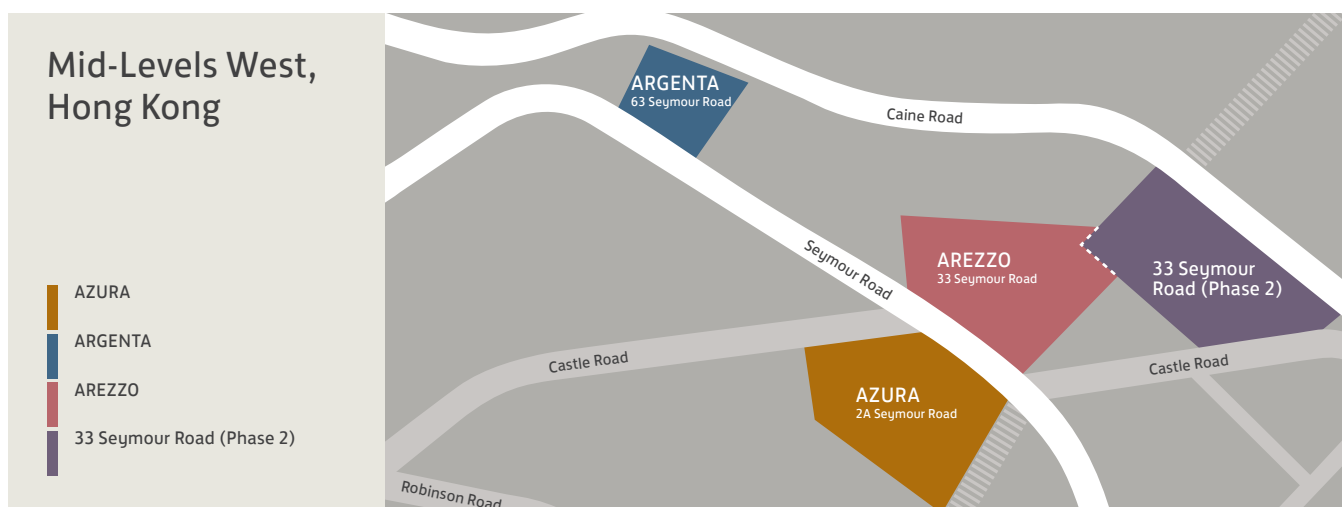 Mid-Levels West,
Hong Kong
AZURA
ARGENTA
AREZZO
33 Seymour Road (Phase 2)
ARGENTA
63 Seymour Road
Caine Road
Seymour Road
AREZZO
33 Seymour Road
33 Seymour
Road (Phase 2)
Castle Road
Castle Road
AZURA
2A Seymour Road
Robinson Road